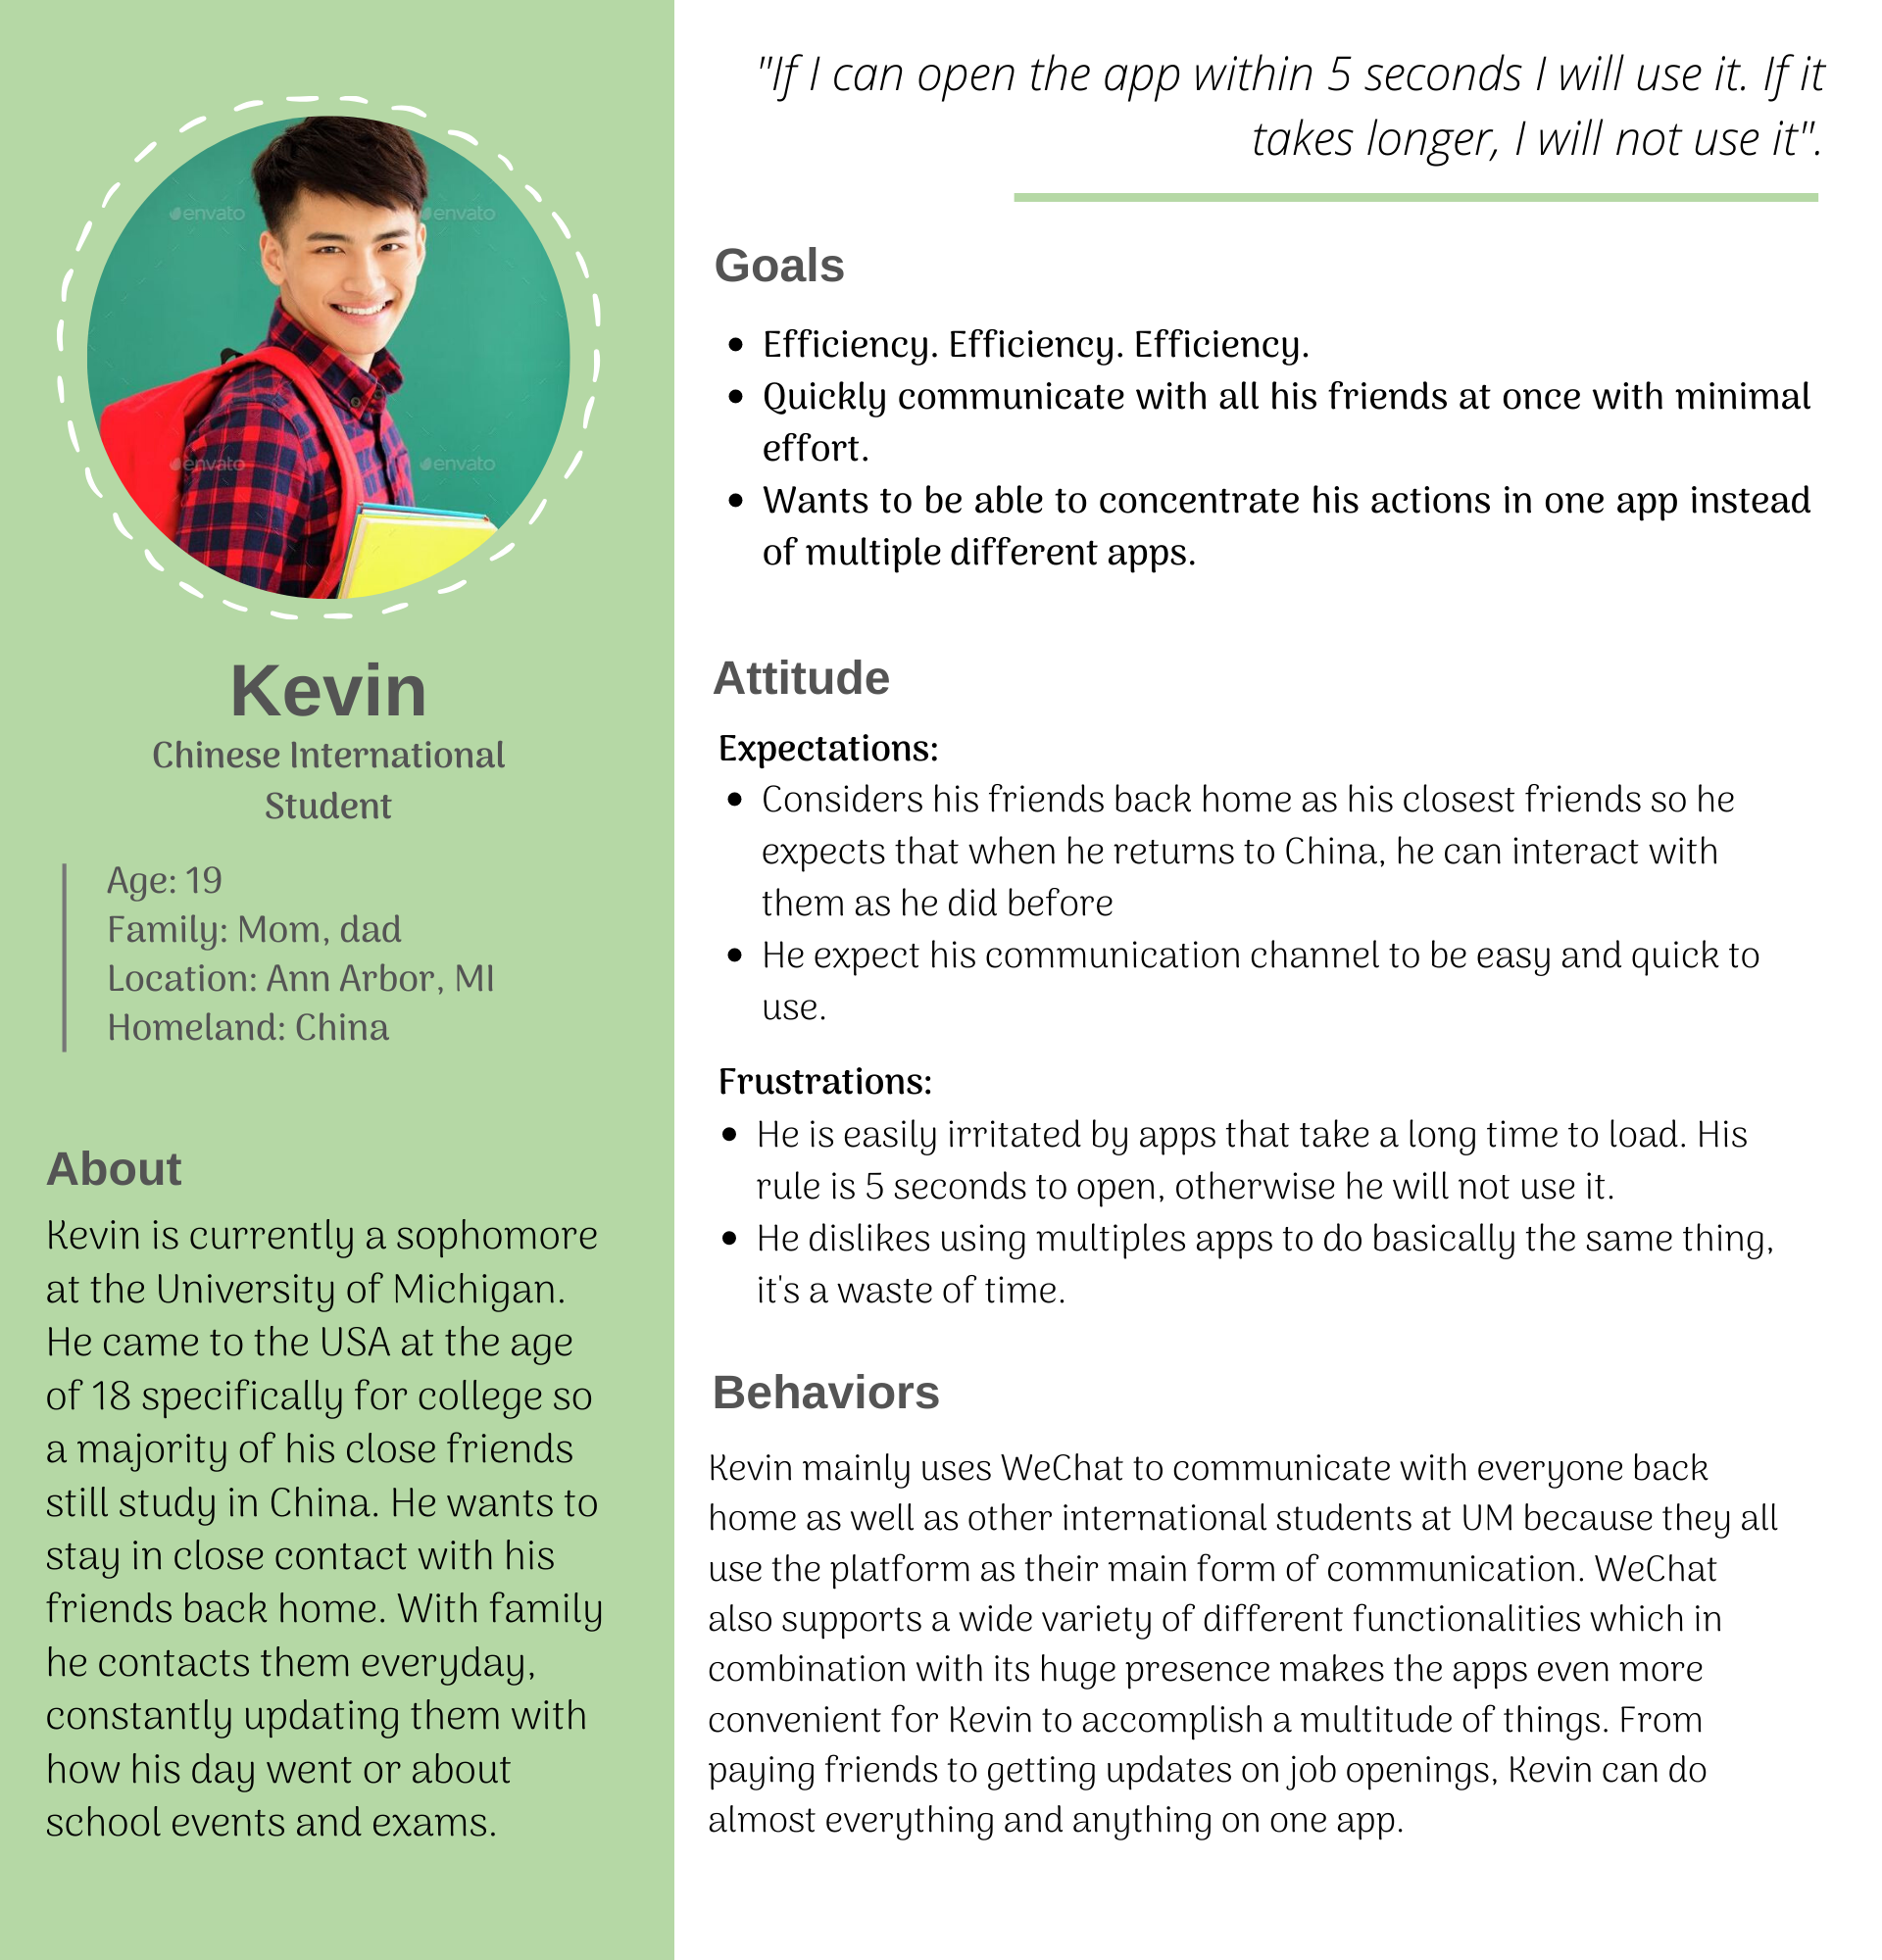 envato
envato
envato
envato
Kevin
Chinese International
Student
Age: 19
Family: Mom, dad
Location: Ann Arbor, MI
Homeland: China
About
Kevin is currently a sophomore
at the University of Michigan.
He came to the USA at the age
of 18 specifically for college so
a majority of his close friends
still study in China. He wants to
stay in close contact with his
friends back home. With family
he contacts them everyday,
constantly updating them with
how his day went or about
school events and exams.
"If I can open the app within 5 seconds I will use it. If it
takes longer, I will not use it".
Goals
• Efficiency. Efficiency. Efficiency.
• Quickly communicate with all his friends at once with minimal
effort.
• Wants to be able to concentrate his actions in one app instead
of multiple different apps.
Attitude
Expectations:
• Considers his friends back home as his closest friends so he
expects that when he returns to China, he can interact with
them as he did before
• He expect his communication channel to be easy and quick to
use.
Frustrations:
• He is easily irritated by apps that take a long time to load. His
rule is 5 seconds to open, otherwise he will not use it.
• He dislikes using multiples apps to do basically the same thing,
it's a waste of time.
Behaviors
Kevin mainly uses WeChat to communicate with everyone back
home as well as other international students at UM because they all
use the platform as their main form of communication. WeChat
also supports a wide variety of different functionalities which in
combination with its huge presence makes the apps even more
convenient for Kevin to accomplish a multitude of things. From
paying friends to getting updates on job openings, Kevin can do
almost everything and anything on one app.